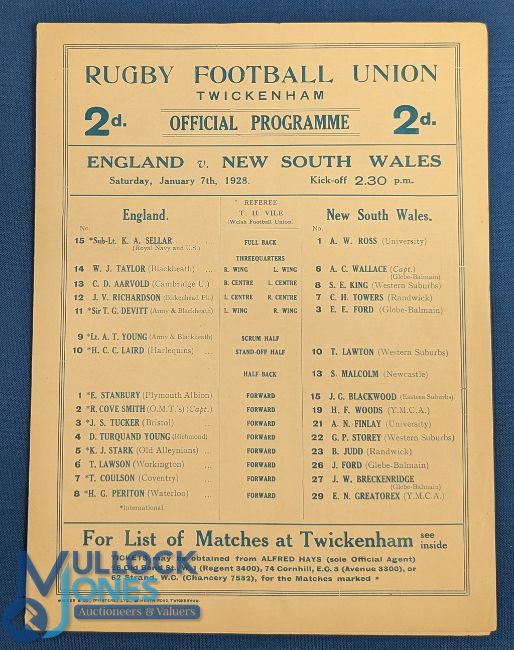 RUGBY FOOTBALL UNION
TWICKENHAM
2d. OFFICIAL PROGRAMME 2d.
ENGLAND v. NEW SOUTH WALES
Saturday, January 7th, 1928. Kick-off 2.30 p.m.
England. REFEREE New South Wales.
T. H. VILE
(Welsh Football Union)
No. No.
15 *Sub-Lt. K. A. SELLAR ... FULL BACK 1 A. W. ROSS (University)
(Royal Navy and U.S.)
THREEQUARTERS
14 W. J. TAYLOR (Blackheath) ... R. WING L. WING 6 A. C. WALLACE (Capt.)
(Glebe-Balmain)
13 C. D. AARVOLD (Cambridge U.) R. CENTRE L. CENTRE 8 S. E. KING (Western Suburbs)
12 J. V. RICHARDSON (Birkenhead Pk.) L. CENTRE R. CENTRE 7 C. H. TOWERS (Randwick)
11 *Sir T. G. DEVITT (Army & Blackheath) L. WING R. WING 3 E. E. FORD (Glebe-Balmain)
9 *Lt. A. T. YOUNG (Army & Blackheath) SCRUM HALF
10 *H. C. C. LAIRD (Harlequins) ... STAND-OFF HALF 10 T. LAWTON (Western Suburbs)
HALF-BACK 13 S. MALCOLM (Newcastle)
1 *E. STANBURY (Plymouth Albion) FORWARD 15 J. G. BLACKWOOD (Eastern Suburbs)
2 *R. COVE SMITH (O.M.T.'s) (Capt.) FORWARD 19 H. F. WOODS (Y.M.C.A.)
3 *J. S. TUCKER (Bristol) ... FORWARD 21 A. N. FINLAY (University)
4 D. TURQUAND YOUNG (Richmond) FORWARD 22 G. P. STOREY (Western Suburbs)
5 *K. J. STARK (Old Alleynians) ... FORWARD 23 B. JUDD (Randwick)
6 T. LAWSON (Workington) ... FORWARD 26 J. FORD (Glebe-Balmain)
7 *T. COULSON (Coventry) ... FORWARD 27 J. W. BRECKENRIDGE
(Glebe-Balmain)
8 *H. G. PERITON (Waterloo) ... FORWARD 29 E. N. GREATOREX (Y.M.C.A.)
*International.
For List of Matches at Twickenham see inside
TICKETS may be obtained from ALFRED HAYS (sole Official Agent)
26 Old Bond St., W.1 (Regent 3400), 74 Cornhill, E.C. 3 (Avenue 3300), or
62 Strand, W.C. (Chancery 7532), for the Matches marked *
TWICKENHAM.
MULLOCK
JONES
Auctioneers & Valuers